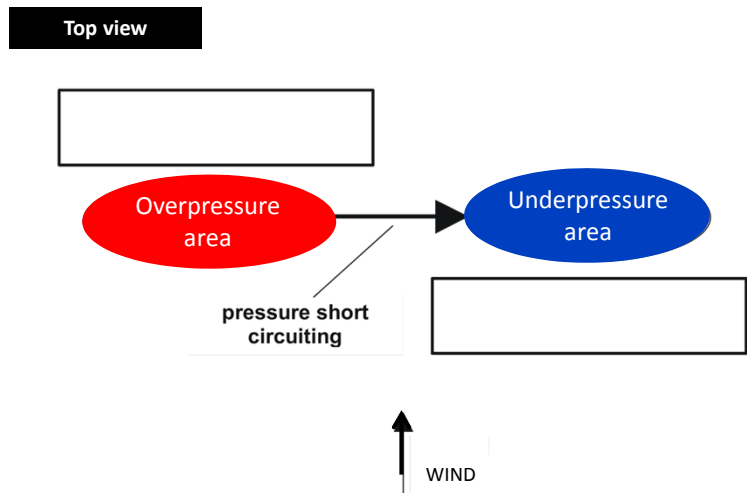 Top view
Overpressure
area
Underpressure
area
pressure short
circuiting
WIND